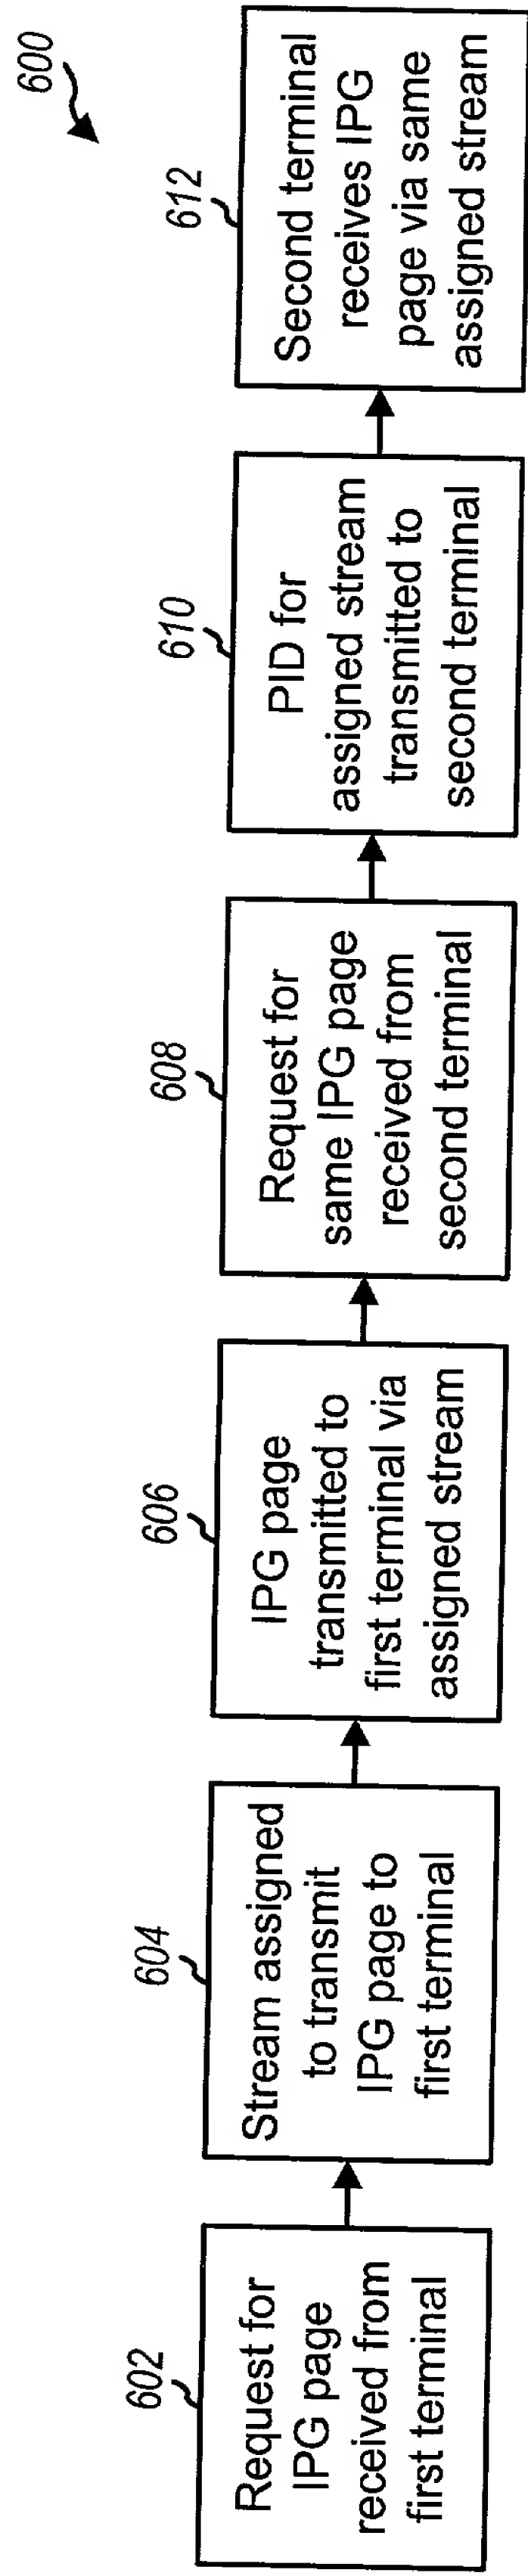 600
602
Request for
IPG page
received from
first terminal
604
Stream assigned
to transmit
IPG page to
first terminal
606
IPG page
transmitted to
first terminal via
assigned stream
608
Request for
same IPG page
received from
second terminal
610
PID for
assigned stream
transmitted to
second terminal
612
Second terminal
receives IPG
page via same
assigned stream